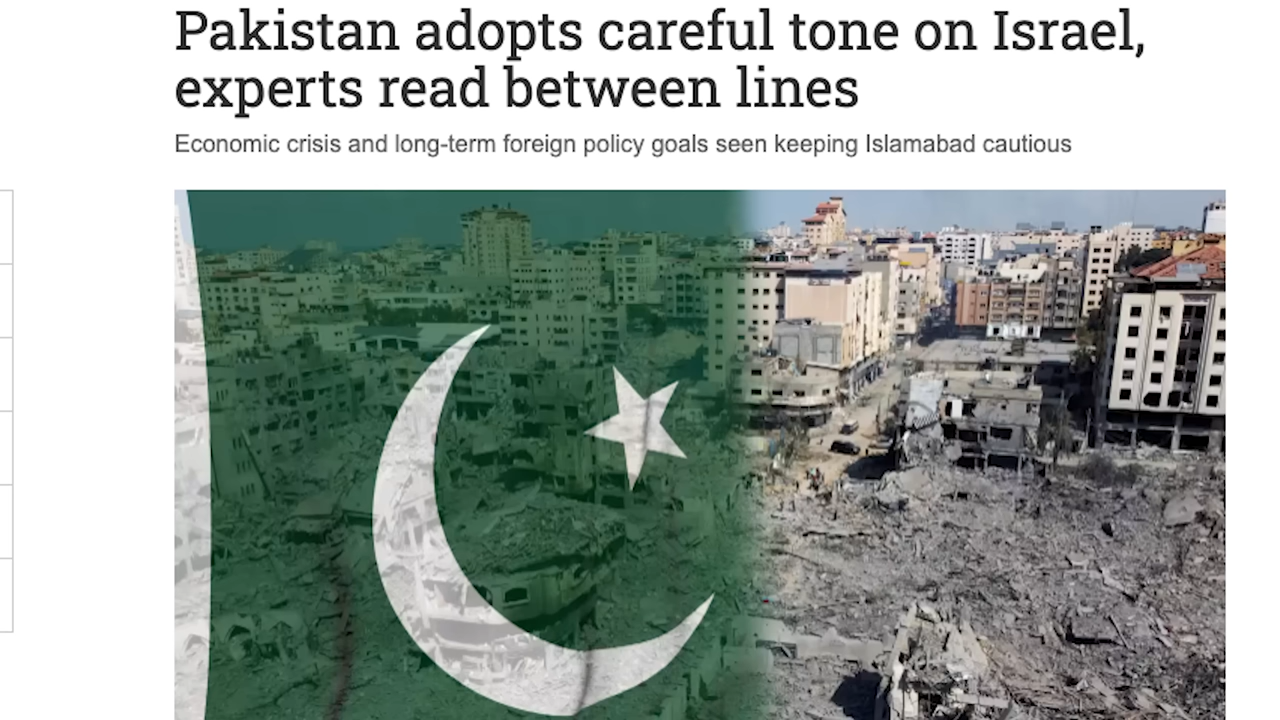 Pakistan adopts careful tone on Israel,
experts read between lines
Economic crisis and long-term foreign policy goals seen keeping Islamabad cautious